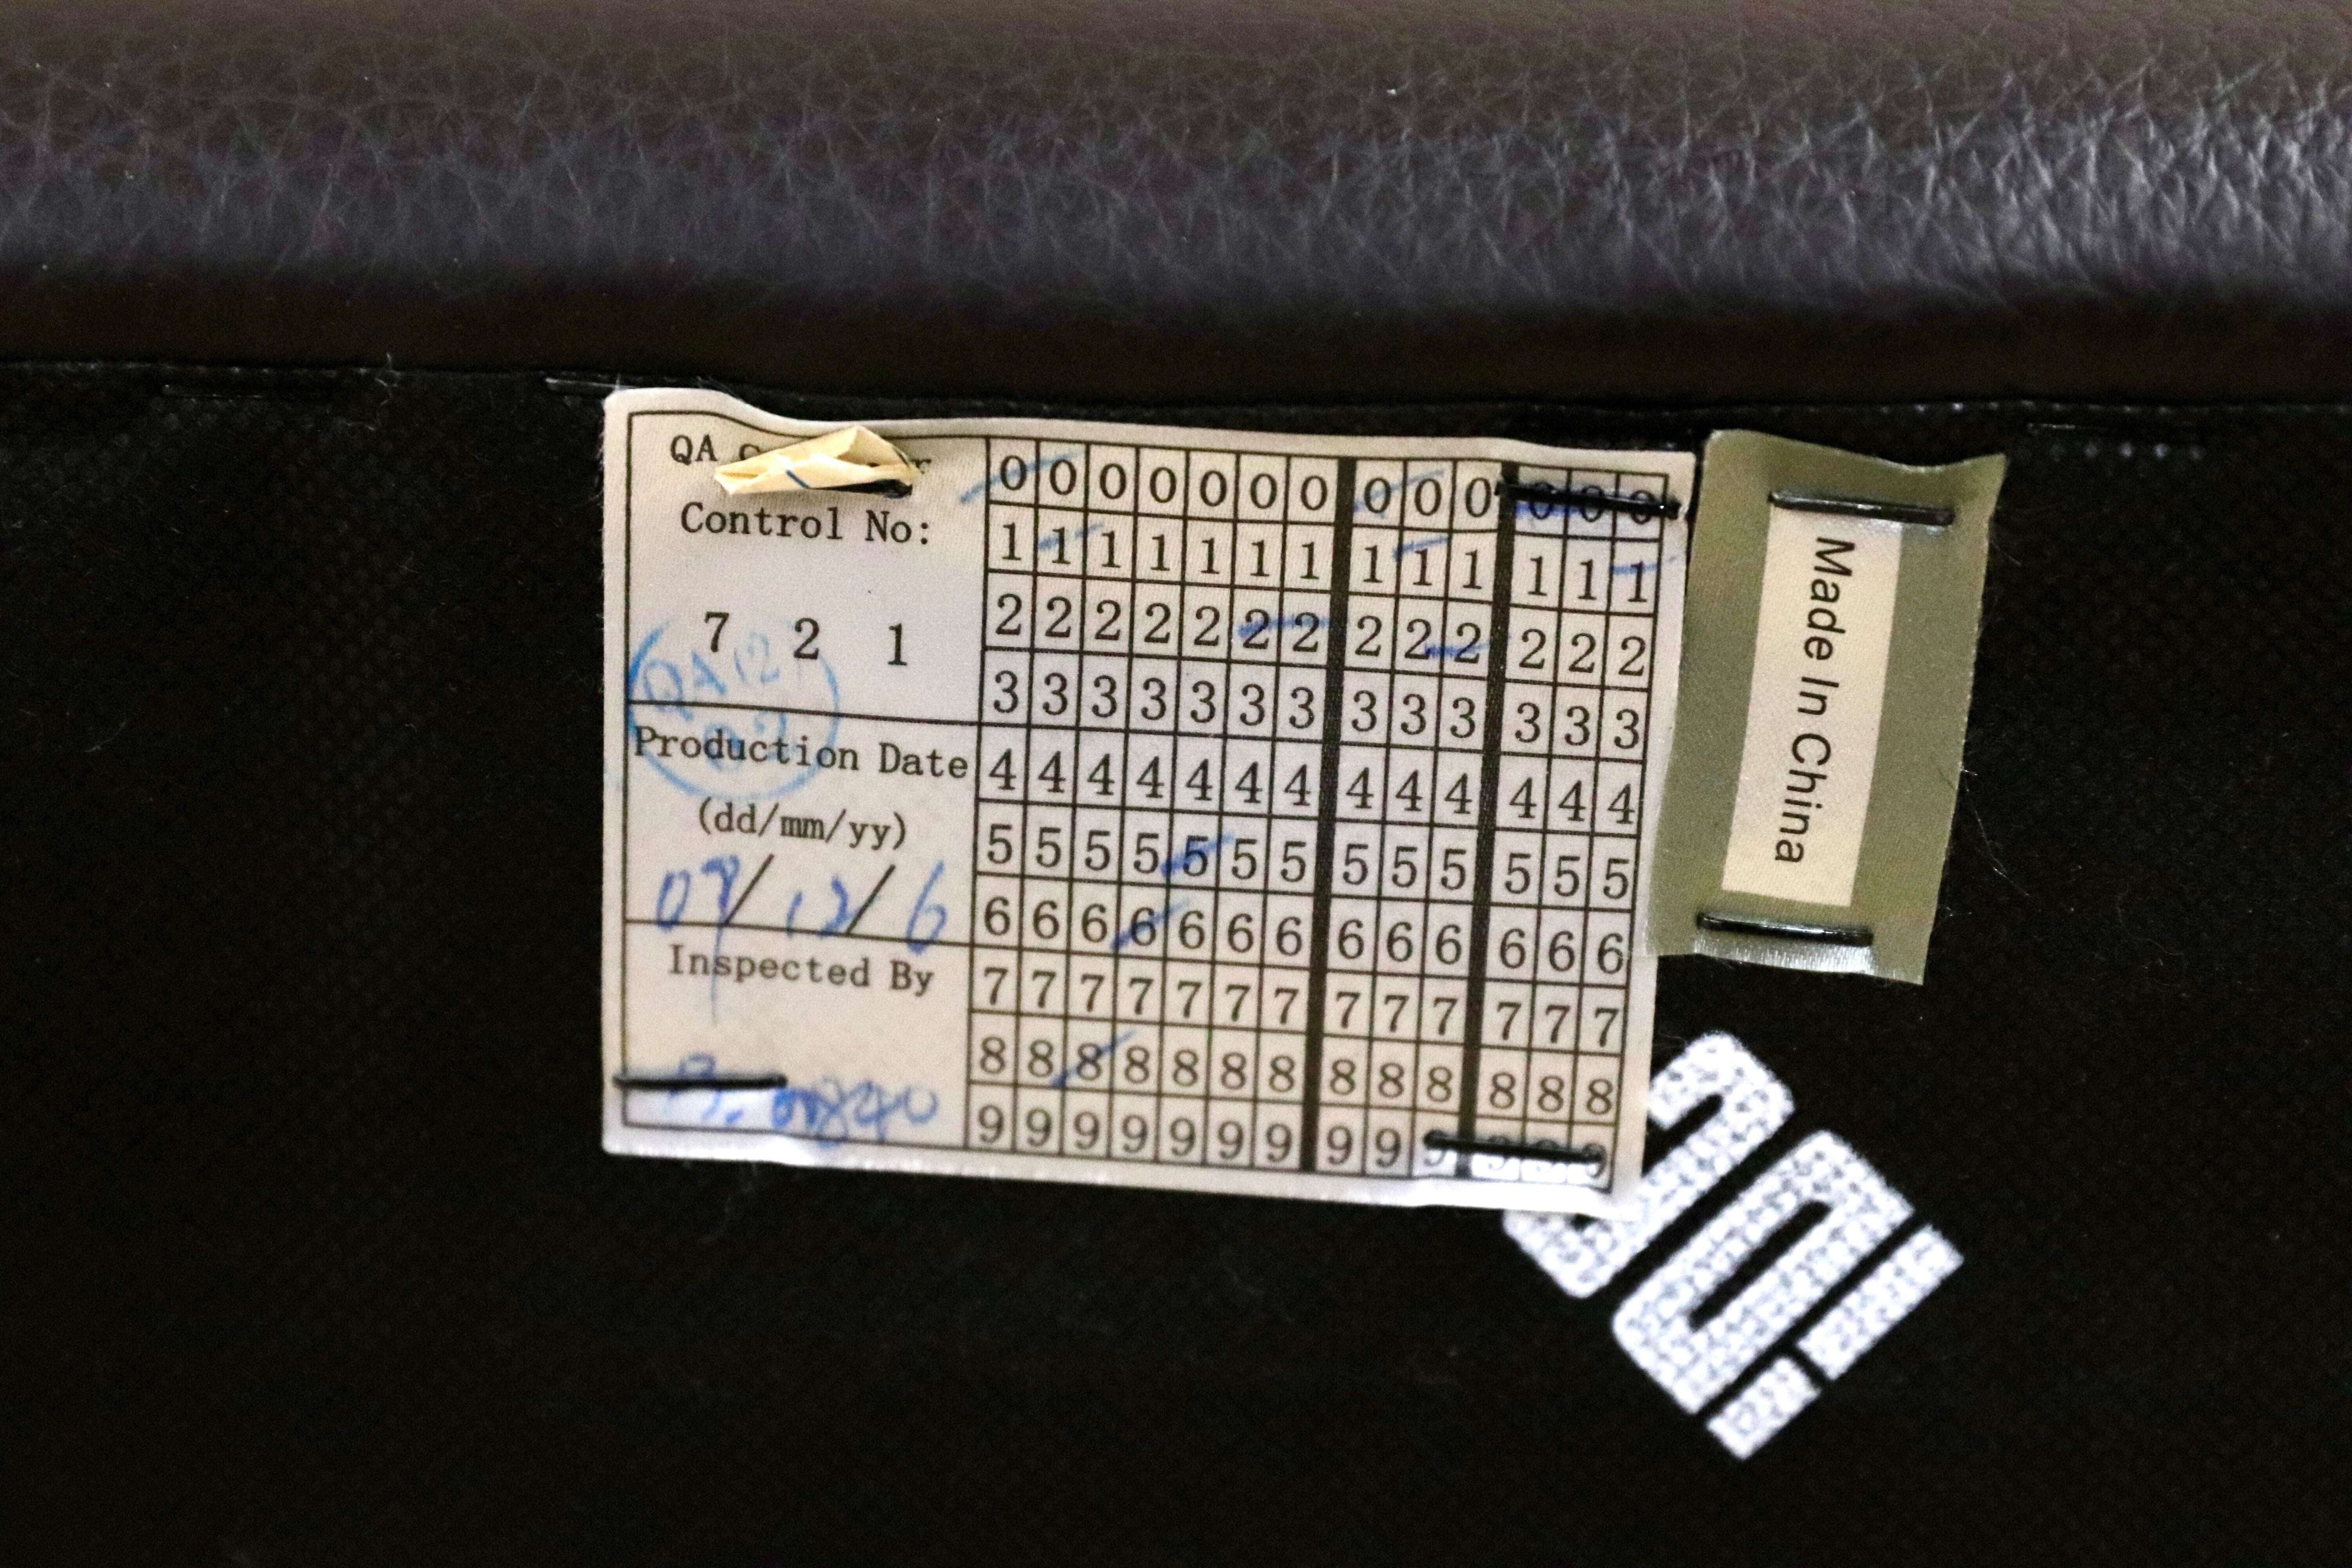 QA
Control No:
7 2 1
QA 12
Production Date
(dd/mm/yy)
09/12/6
Inspected By
0 0 0 0 0 0 0 0 0 0 0 0 0
1 1 1 1 1 1 1 1 1 1 1 1 1
2 2 2 2 2 2 2 2 2 2 2 2 2
3 3 3 3 3 3 3 3 3 3 3 3 3
4 4 4 4 4 4 4 4 4 4 4 4 4
5 5 5 5 5 5 5 5 5 5 5 5 5
6 6 6 6 6 6 6 6 6 6 6 6 6
7 7 7 7 7 7 7 7 7 7 7 7 7
8 8 8 8 8 8 8 8 8 8 8 8 8
9 9 9 9 9 9 9 9 9 9 9 9 9
Made In China